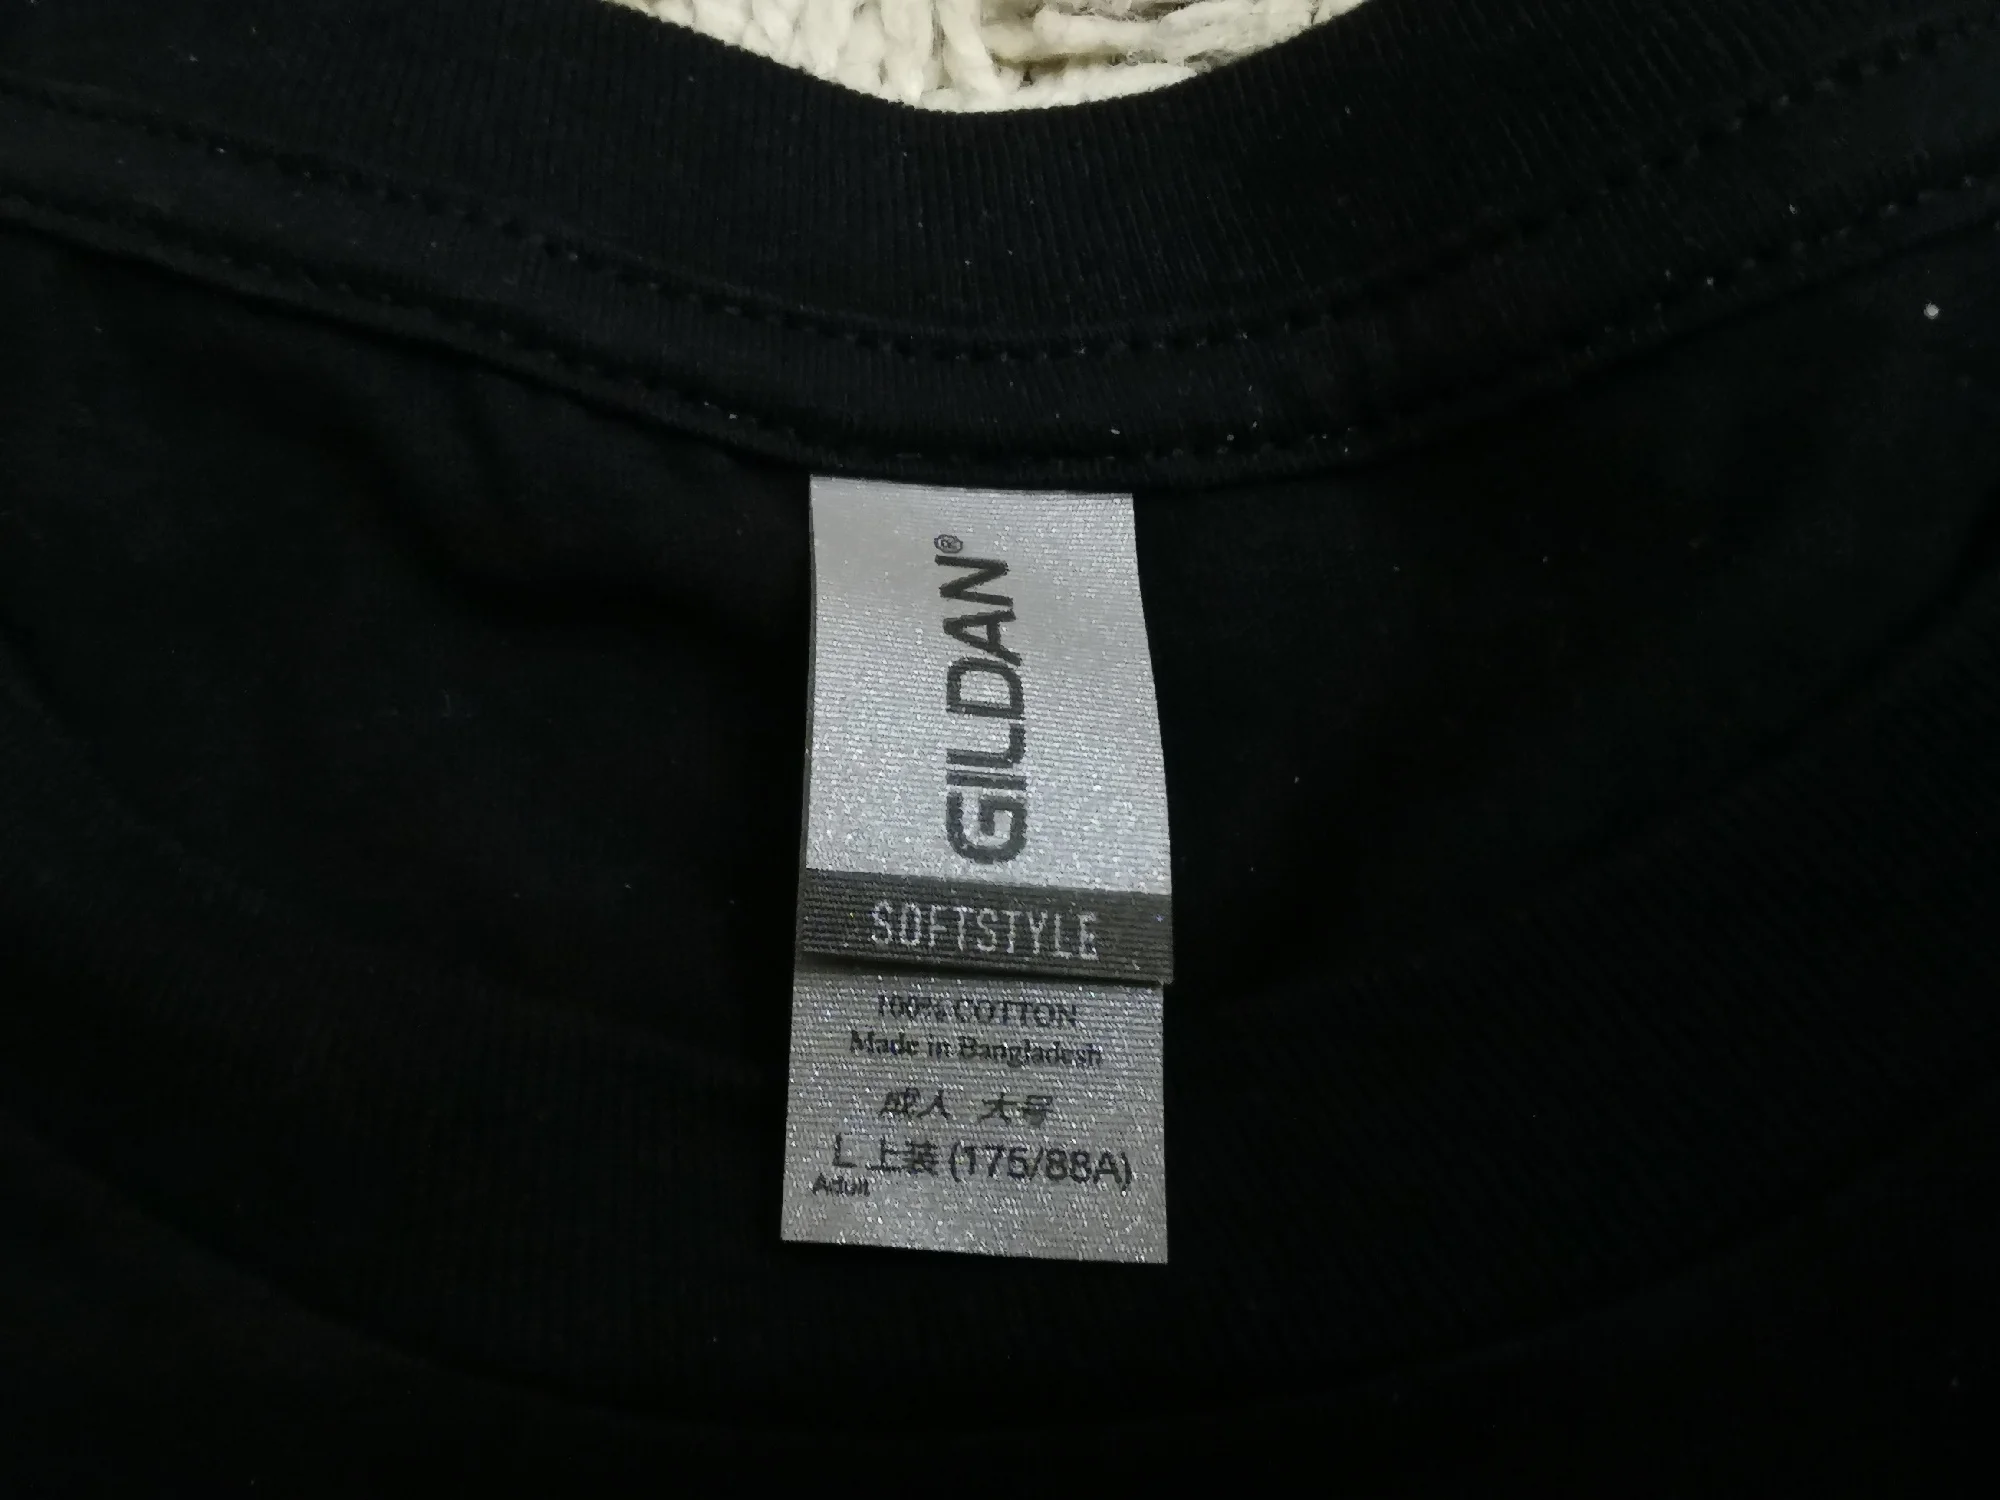 GILDAN®
SOFTSTYLE
100% COTTON
Made in Bangladesh
成人 大号
L 上装 (175/88A)
Adult